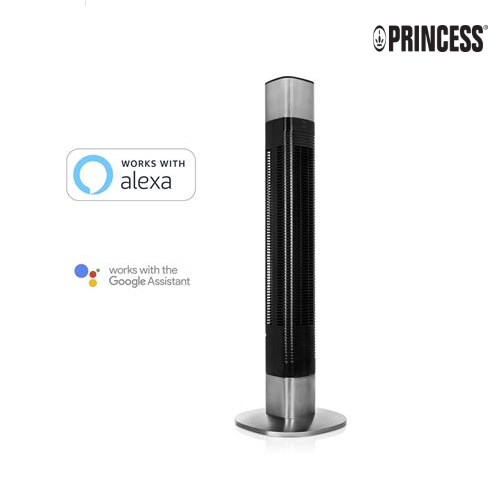 PRINCESS®
WORKS WITH
alexa
works with the
Google Assistant